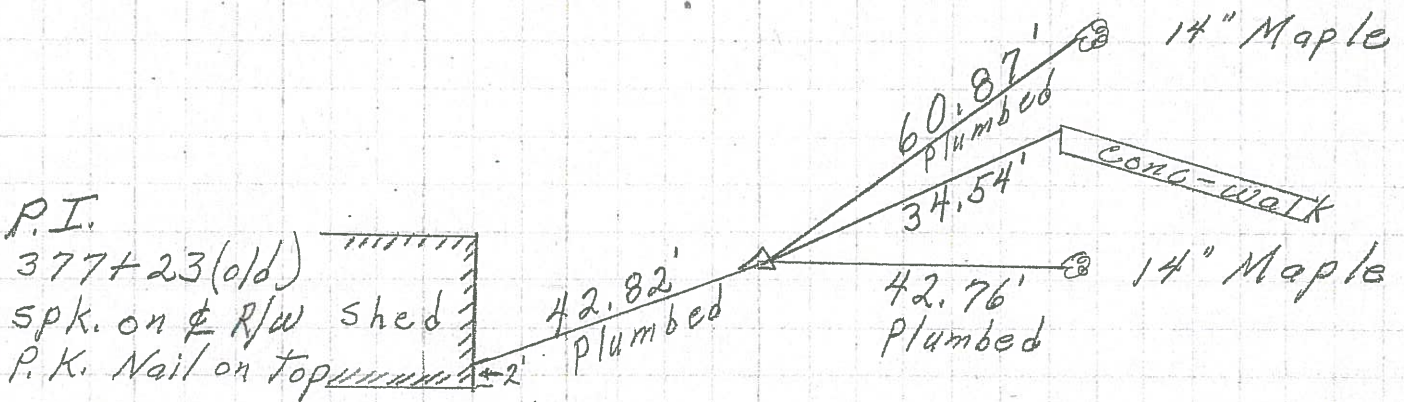 14" Maple
60.87'
Plumbed
conc-walk
34.54'
P.I.
377+23(old)
spk. on ℄ R/W
P.K. Nail on Top
shed
42.82'
Plumbed
2'
42.76'
Plumbed
14" Maple